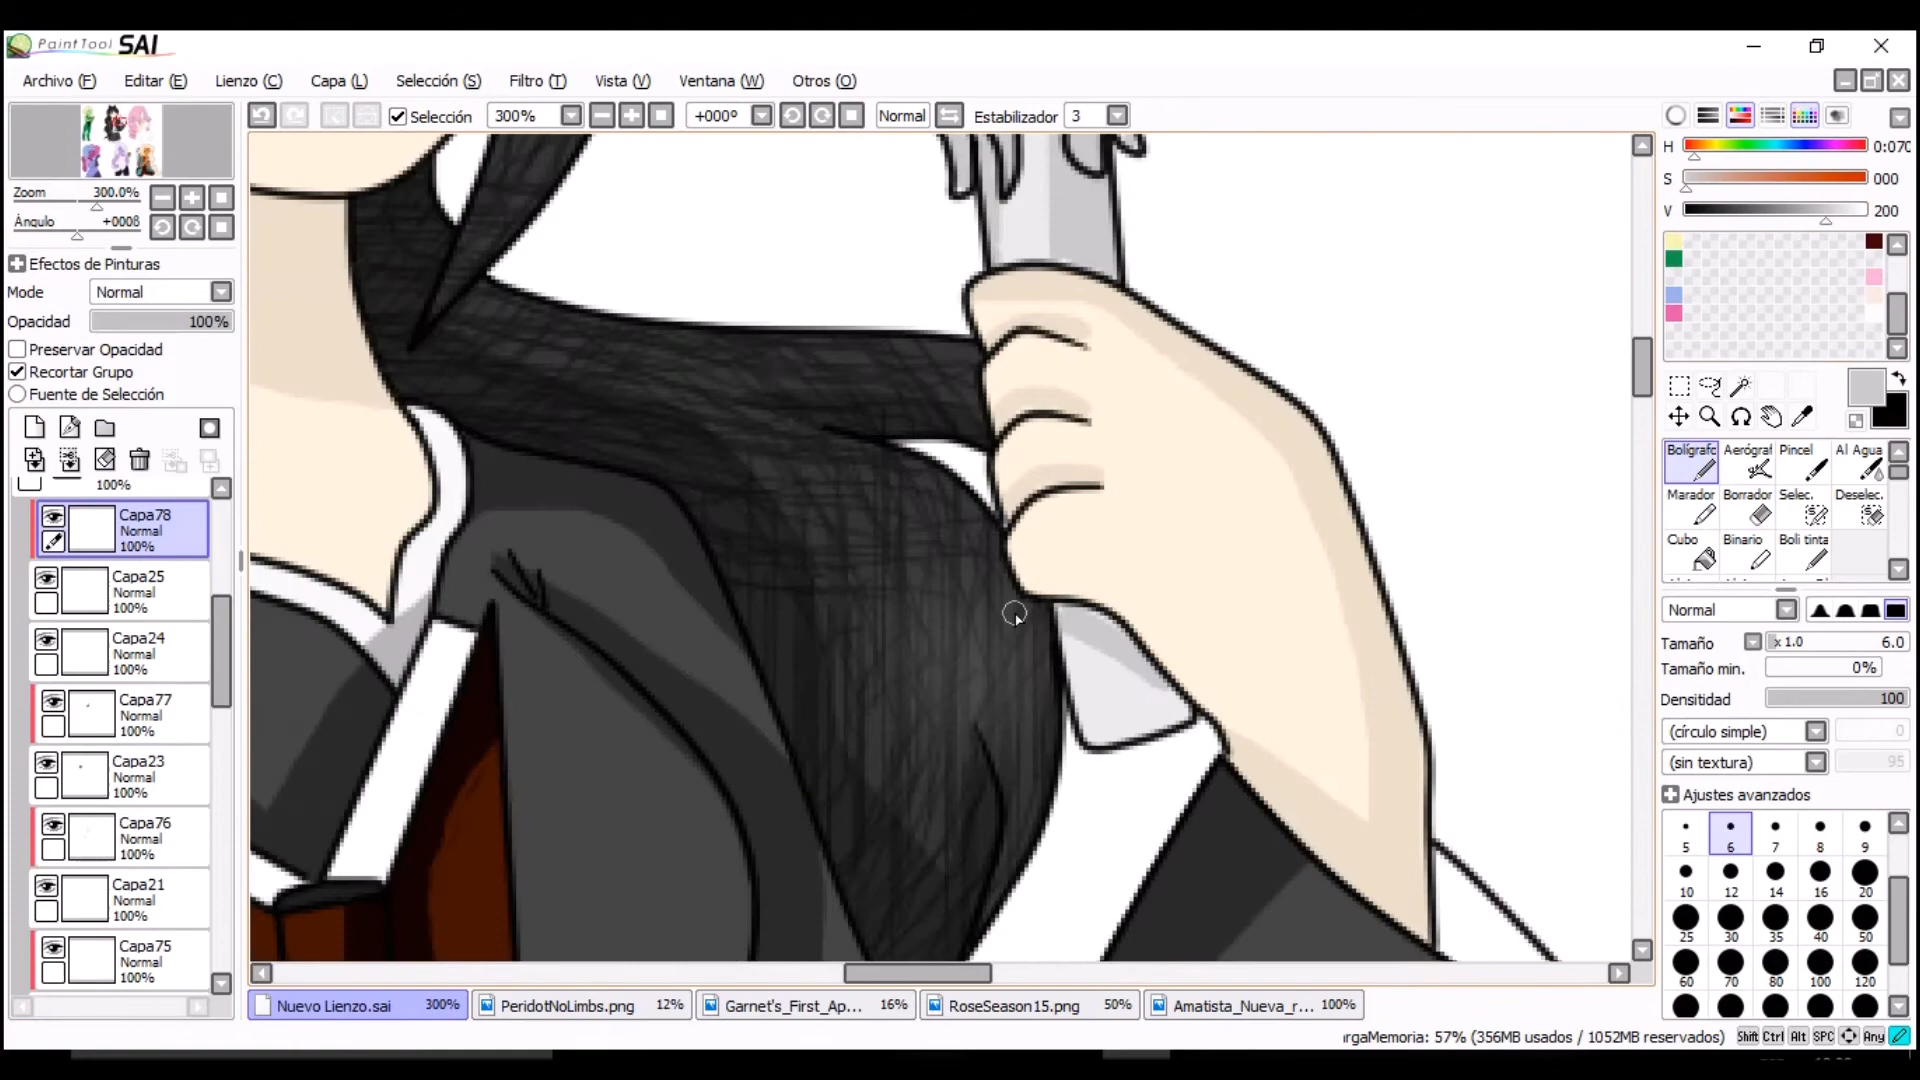 PaintTool SAI
Archivo (F) Editar (E) Lienzo (C) Capa (L) Selección (S) Filtro (T) Vista (V) Ventana (W) Otros (O)
Selección 300% +000º Normal Estabilizador 3
Zoom 300.0%
Ángulo +000ß
Efectos de Pinturas
Mode Normal
Opacidad 100%
Preservar Opacidad
Recortar Grupo
Fuente de Selección
100%
Capa78
Normal
100%
Capa25
Normal
100%
Capa24
Normal
100%
Capa77
Normal
100%
Capa23
Normal
100%
Capa76
Normal
100%
Capa21
Normal
100%
Capa75
Normal
100%
H 0:070
S 000
V 200
Bolígrafo Aerógraf Pincel Al Agua
Marador Borrador Selec. Deselec.
Cubo Binario Boli tinta
Normal
Tamaño x 1.0 6.0
Tamaño min. 0%
Densidad 100
(círculo simple) 0
(sin textura) 95
Ajustes avanzados
5 6 7 8 9
10 12 14 16 20
25 30 35 40 50
60 70 80 100 120
Nuevo Lienzo.sai 300% PeridotNoLimbs.png 12% Garnet's_First_Ap... 16% RoseSeason15.png 50% Amatista_Nueva_r... 100%
rgaMemoria: 57% (356MB usados / 1052MB reservados) Shift Ctrl Alt SPC Any